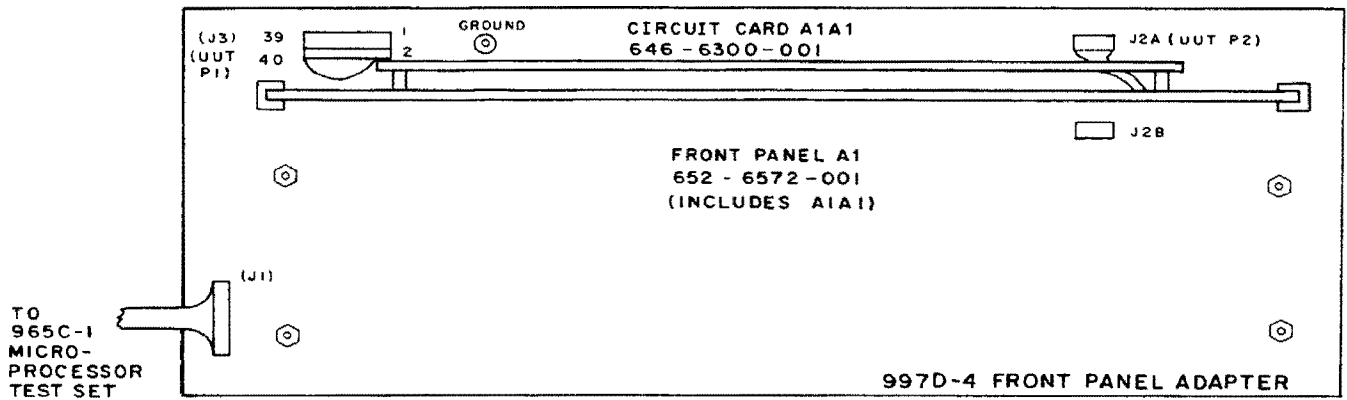 (J3) 39 1
(UUT 40 2
P1)
GROUND
CIRCUIT CARD A1A1
646-6300-001
J2A (UUT P2)
J2B
FRONT PANEL A1
652-6572-001
(INCLUDES A1A1)
(J1)
TO
965C-1
MICRO-
PROCESSOR
TEST SET
997D-4 FRONT PANEL ADAPTER